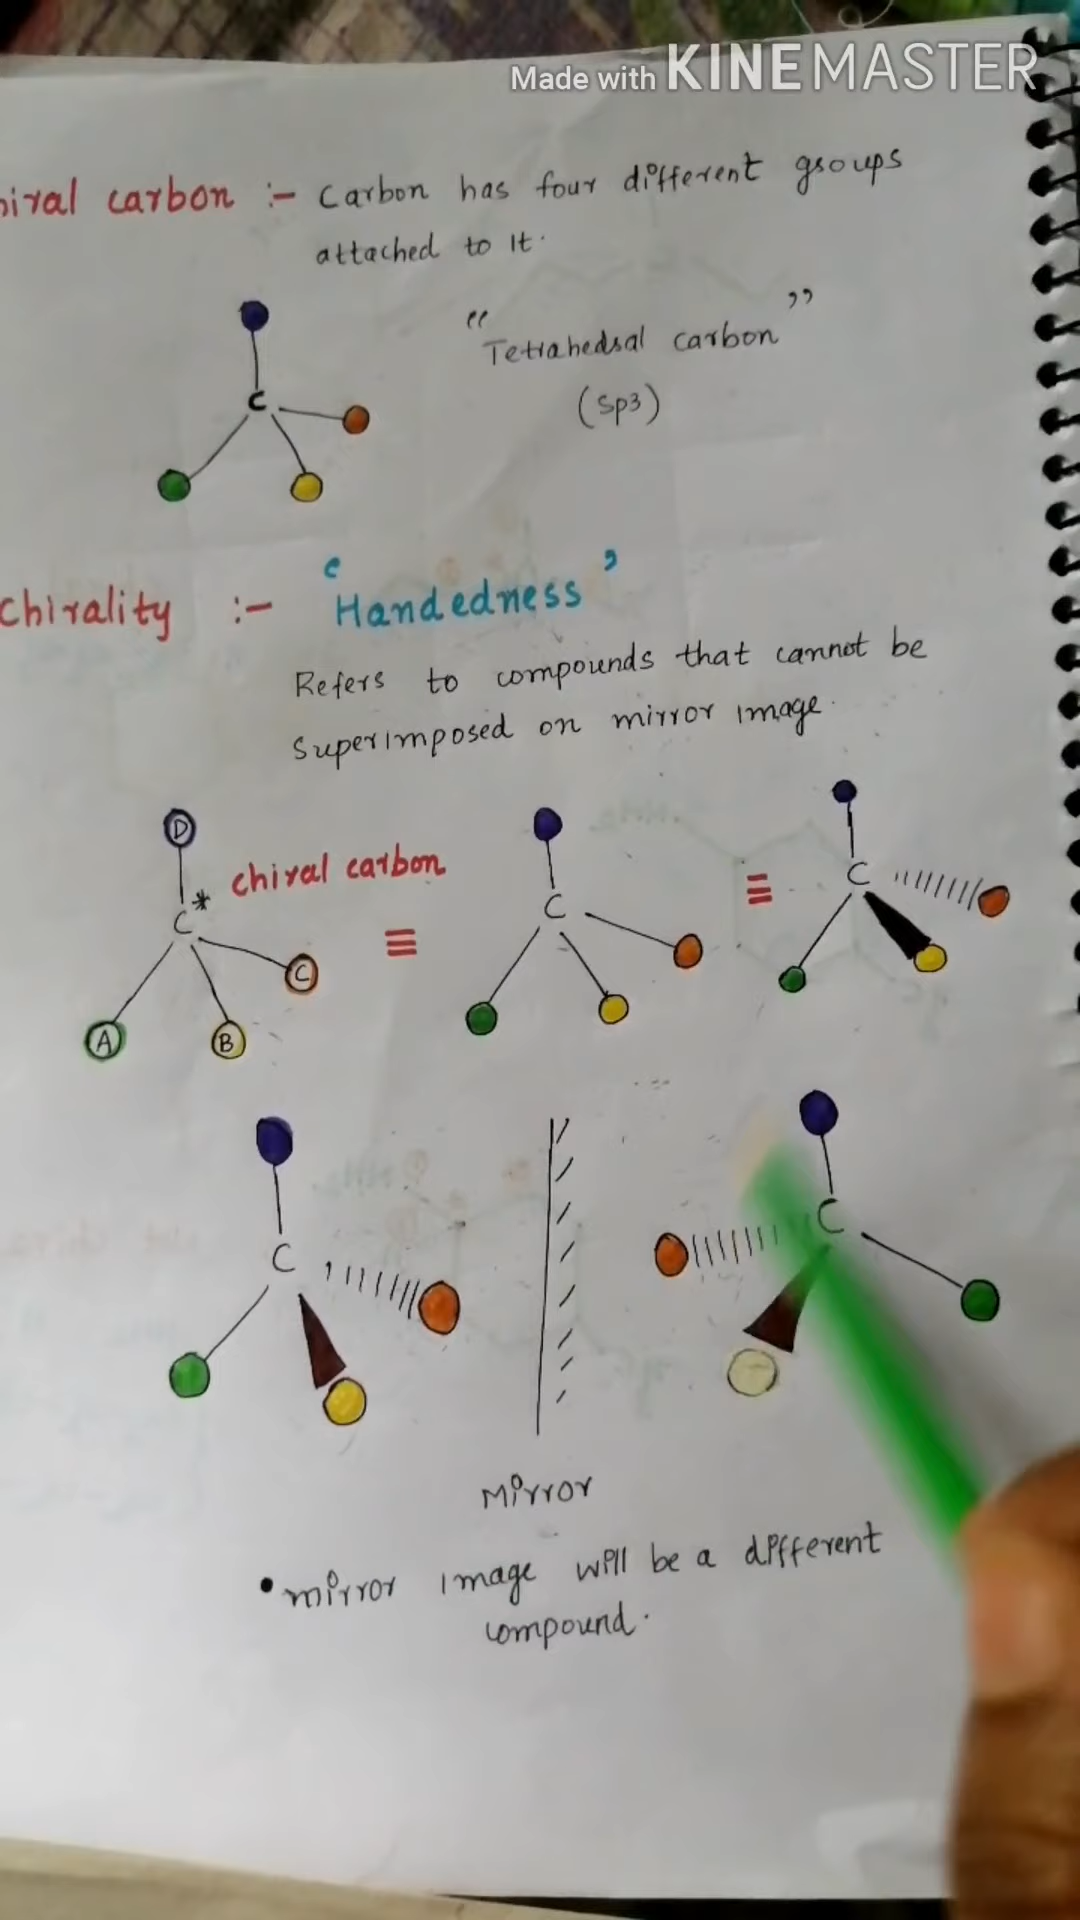 Made with KINEMASTER
hiral carbon :- Carbon has four different groups
attached to It.
"Tetrahedral carbon"
(sp3)
C
Chirality :- 'Handedness'
Refers to compounds that cannot be
superimposed on mirror image.
D
C* chiral carbon
A B C
≡ C ≡ C
C C
Mirror
• mirror image will be a different
compound.